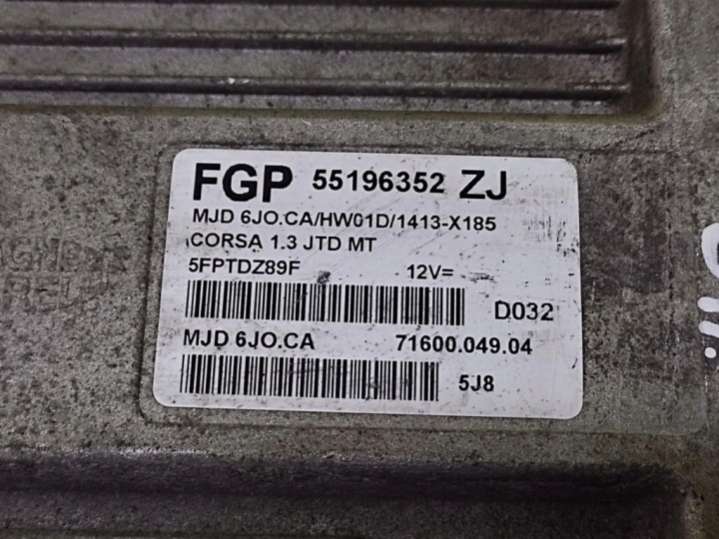 FGP 55196352 ZJ
MJD 6JO.CA/HW01D/1413-X185
CORSA 1.3 JTD MT
5FPTDZ89F 12V=
D032
MJD 6JO.CA 71600.049.04
5J8